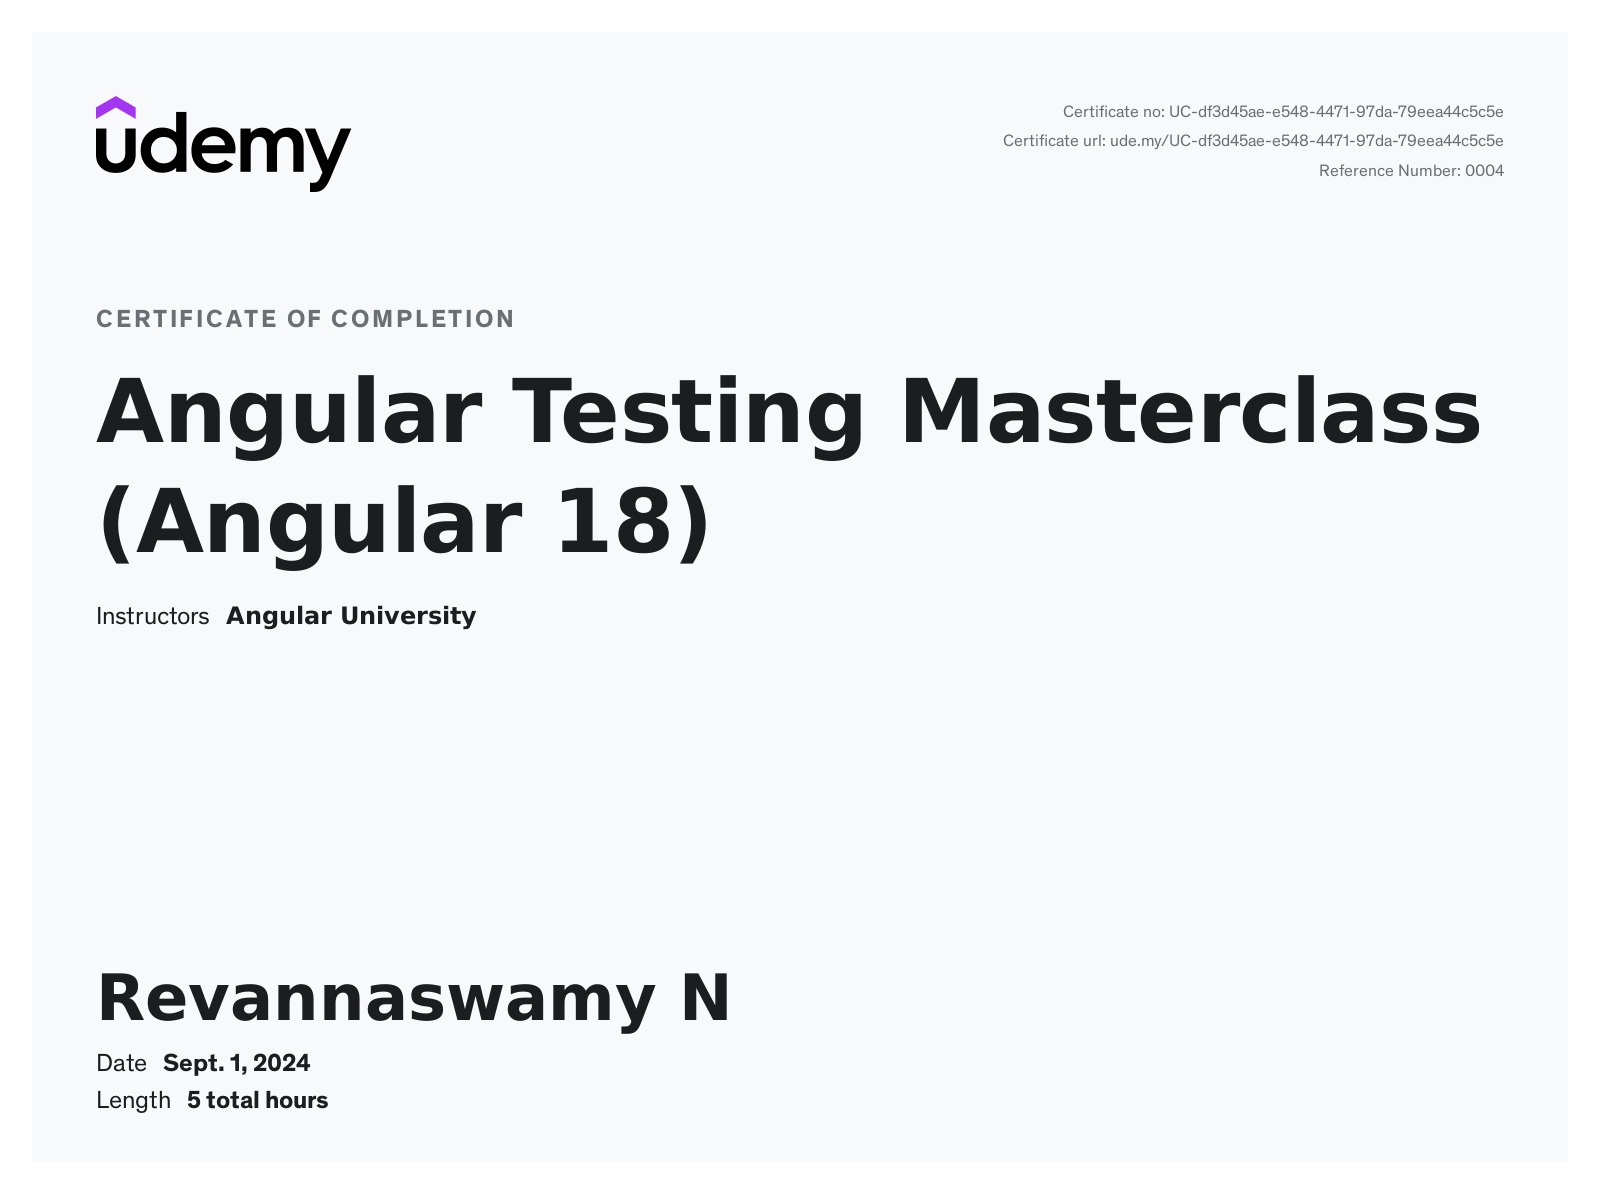 udemy
Certificate no: UC-df3d45ae-e548-4471-97da-79eea44c5c5e
Certificate url: ude.my/UC-df3d45ae-e548-4471-97da-79eea44c5c5e
Reference Number: 0004
CERTIFICATE OF COMPLETION
Angular Testing Masterclass
(Angular 18)
Instructors Angular University
Revannaswamy N
Date Sept. 1, 2024
Length 5 total hours